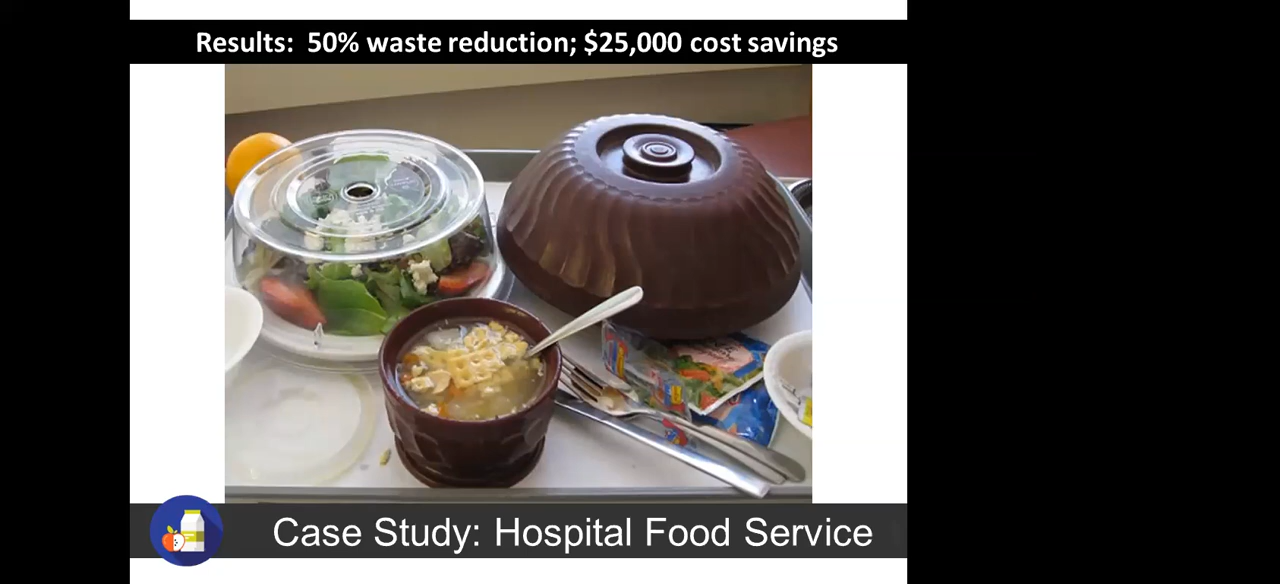 Results:  50% waste reduction; $25,000 cost savings
Case Study: Hospital Food Service